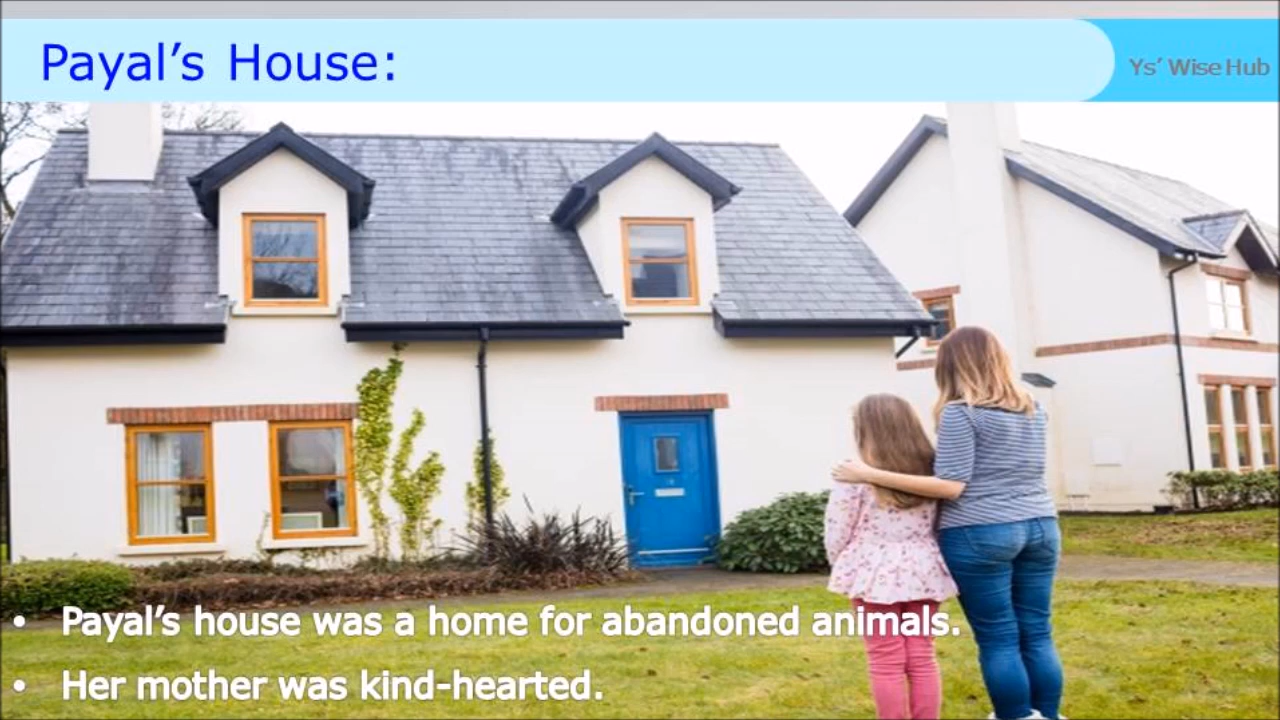 Payal’s House:
Ys’ Wise Hub
• Payal’s house was a home for abandoned animals.
• Her mother was kind-hearted.